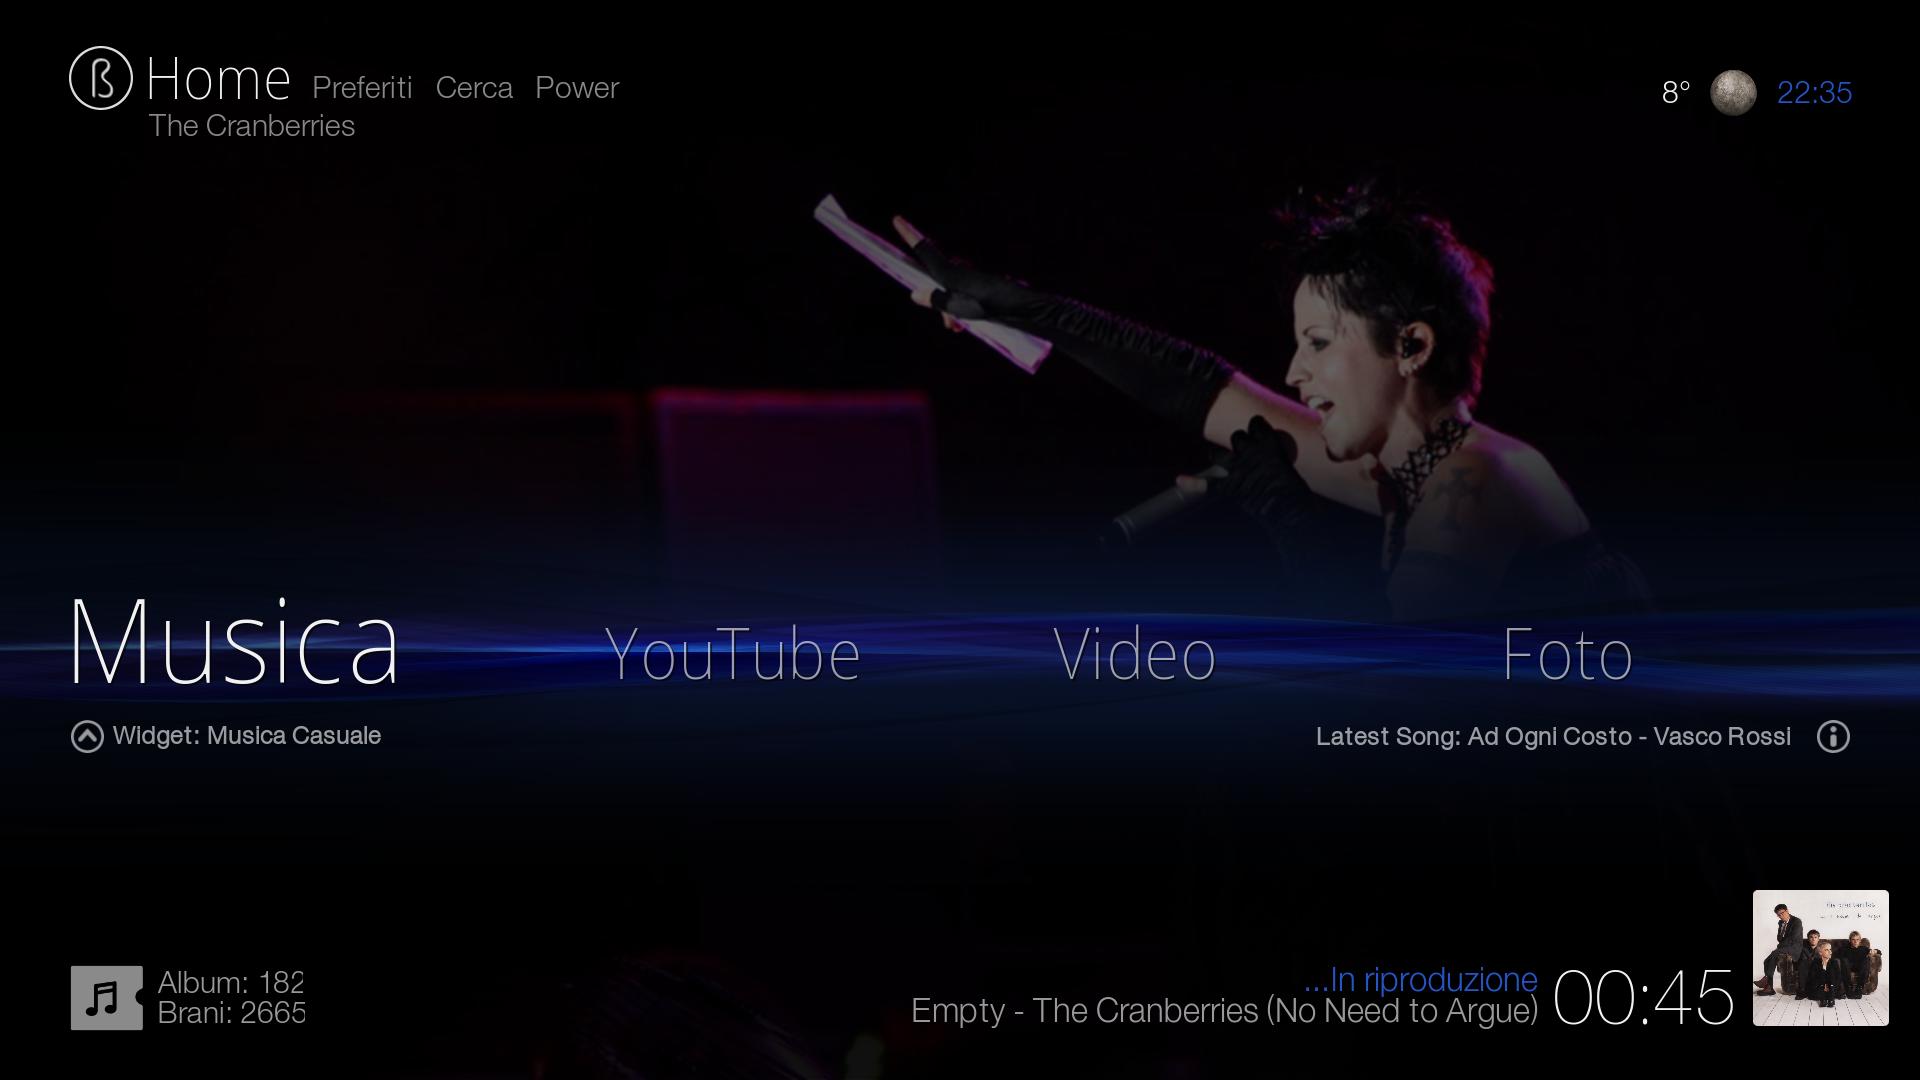 ß Home Preferiti Cerca Power
The Cranberries
8° 22:35
Musica YouTube Video Foto
Widget: Musica Casuale
Latest Song: Ad Ogni Costo - Vasco Rossi
Album: 182
Brani: 2665
...In riproduzione
Empty - The Cranberries (No Need to Argue)
00:45